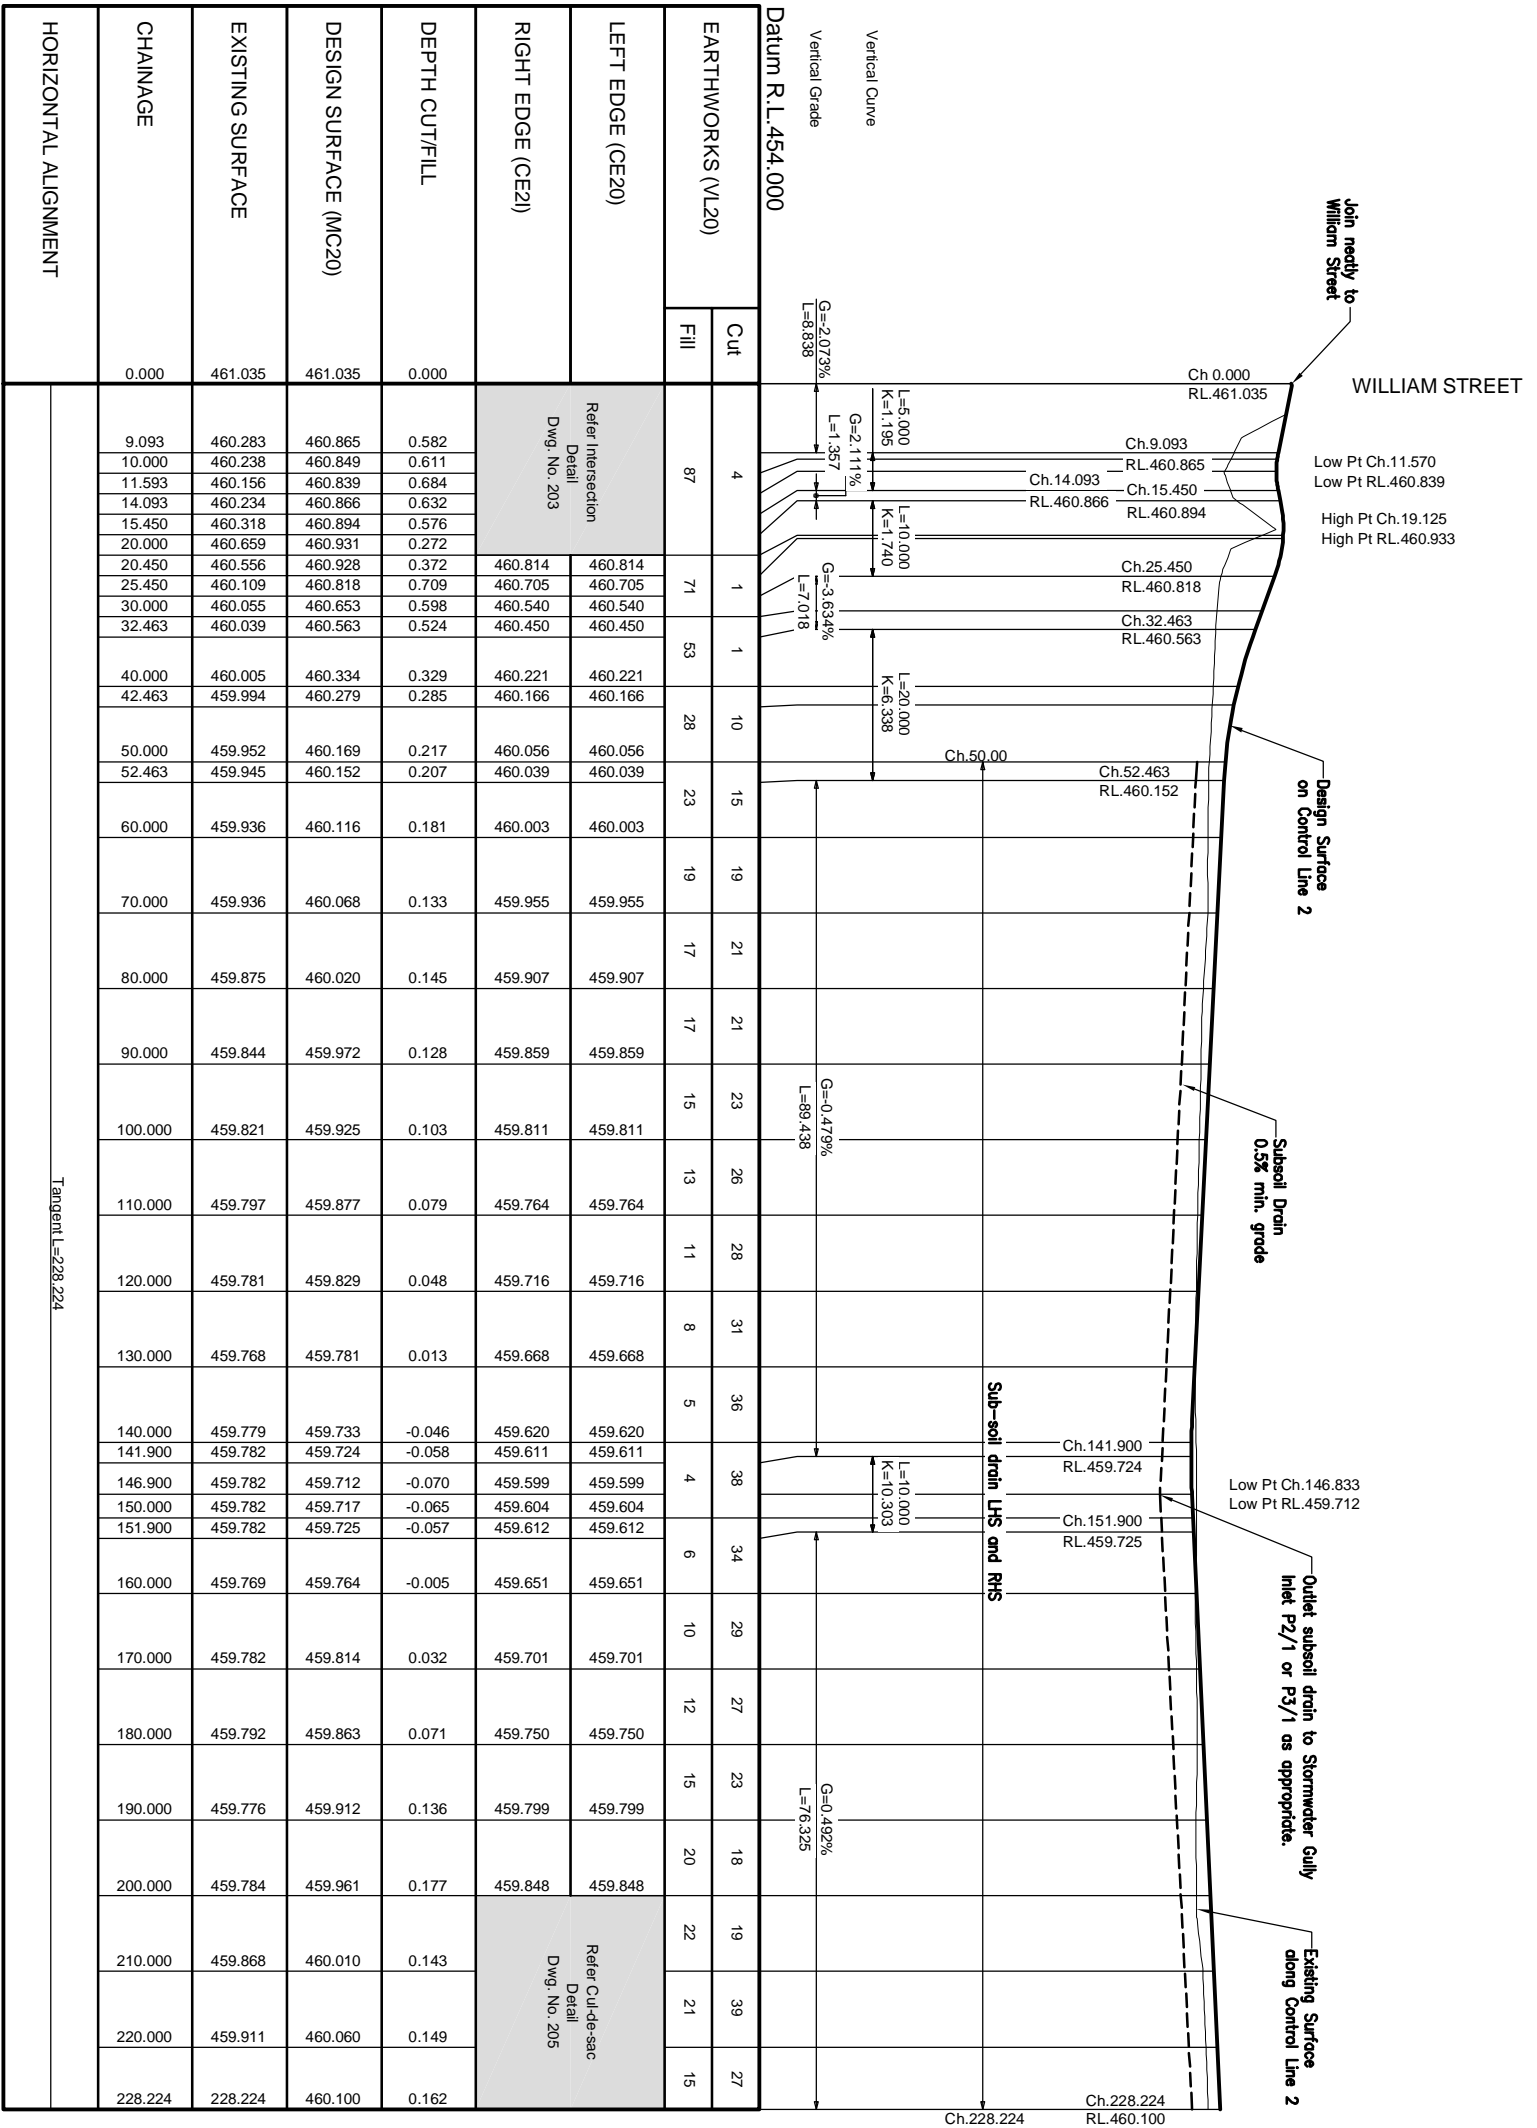 WILLIAM STREET
Join neatly to
William Street
Low Pt Ch.11.570
Low Pt RL.460.839
High Pt Ch.19.125
High Pt RL.460.933
Design Surface
on Control Line 2
Subsoil Drain
0.5% min. grade
Low Pt Ch.146.833
Low Pt RL.459.712
Outlet subsoil drain to Stormwater Gully
Inlet P2/1 or P3/1 as appropriate.
Existing Surface
along Control Line 2
Ch 0.000
RL.461.035
Ch.9.093
RL.460.865
Ch.14.093
RL.460.866
Ch.15.450
RL.460.894
Ch.25.450
RL.460.818
Ch.32.463
RL.460.563
Ch.50.00
Ch.52.463
RL.460.152
Sub-soil drain LHS and RHS
Ch.141.900
RL.459.724
Ch.151.900
RL.459.725
Ch.228.224
RL.460.100
Ch.228.224
Vertical Curve
L=5.000
K=1.195
L=10.000
K=1.740
L=20.000
K=6.338
L=10.000
K=10.303
Vertical Grade
G=-2.073%
L=8.838
G=2.111%
L=1.357
G=-3.634%
L=7.018
G=-0.479%
L=89.438
G=0.492%
L=76.325
Datum R.L.454.000
EARTHWORKS (VL20)
Cut 4 1 1 10 15 19 21 21 23 26 28 31 36 38 34 29 27 23 18 19 39 27
Fill 87 71 53 28 23 19 17 17 15 13 11 8 5 4 6 10 12 15 20 22 21 15
LEFT EDGE (CE20) 460.814 460.705 460.540 460.450 460.221 460.166 460.056 460.039 460.003 459.955 459.907 459.859 459.811 459.764 459.716 459.668 459.620 459.611 459.599 459.604 459.612 459.651 459.701 459.750 459.799 459.848
Refer Intersection
Detail
Dwg. No. 203
Refer Cul-de-sac
Detail
Dwg. No. 205
RIGHT EDGE (CE2I) 460.814 460.705 460.540 460.450 460.221 460.166 460.056 460.039 460.003 459.955 459.907 459.859 459.811 459.764 459.716 459.668 459.620 459.611 459.599 459.604 459.612 459.651 459.701 459.750 459.799 459.848
DEPTH CUT/FILL 0.000 0.582 0.611 0.684 0.632 0.576 0.272 0.372 0.709 0.598 0.524 0.329 0.285 0.217 0.207 0.181 0.133 0.145 0.128 0.103 0.079 0.048 0.013 -0.046 -0.058 -0.070 -0.065 -0.057 -0.005 0.032 0.071 0.136 0.177 0.143 0.149 0.162
DESIGN SURFACE (MC20) 461.035 460.865 460.849 460.839 460.866 460.894 460.931 460.928 460.818 460.653 460.563 460.334 460.279 460.169 460.152 460.116 460.068 460.020 459.972 459.925 459.877 459.829 459.781 459.733 459.724 459.712 459.717 459.725 459.764 459.814 459.863 459.912 459.961 460.010 460.060 460.100
EXISTING SURFACE 461.035 460.283 460.238 460.156 460.234 460.318 460.659 460.556 460.109 460.055 460.039 460.005 459.994 459.952 459.945 459.936 459.936 459.875 459.844 459.821 459.797 459.781 459.768 459.779 459.782 459.782 459.782 459.782 459.769 459.782 459.792 459.776 459.784 459.868 459.911 228.224
CHAINAGE 0.000 9.093 10.000 11.593 14.093 15.450 20.000 20.450 25.450 30.000 32.463 40.000 42.463 50.000 52.463 60.000 70.000 80.000 90.000 100.000 110.000 120.000 130.000 140.000 141.900 146.900 150.000 151.900 160.000 170.000 180.000 190.000 200.000 210.000 220.000 228.224
HORIZONTAL ALIGNMENT
Tangent L=228.224